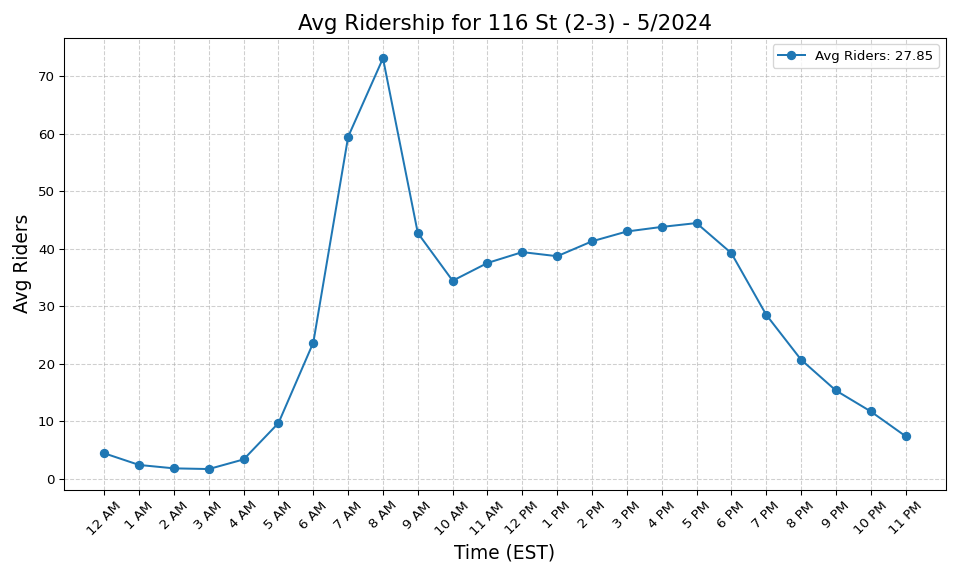 Avg Ridership for 116 St (2-3) - 5/2024
Avg Riders: 27.85
Avg Riders
70
60
50
40
30
20
10
0
12 AM
1 AM
2 AM
3 AM
4 AM
5 AM
6 AM
7 AM
8 AM
9 AM
10 AM
11 AM
12 PM
1 PM
2 PM
3 PM
4 PM
5 PM
6 PM
7 PM
8 PM
9 PM
10 PM
11 PM
Time (EST)